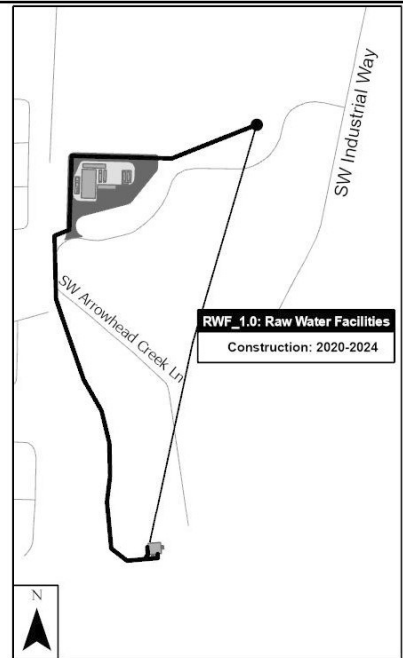 SW Industrial Way
RWF_1.0: Raw Water Facilities
Construction: 2020-2024
SW Arrowhead Creek Ln
N